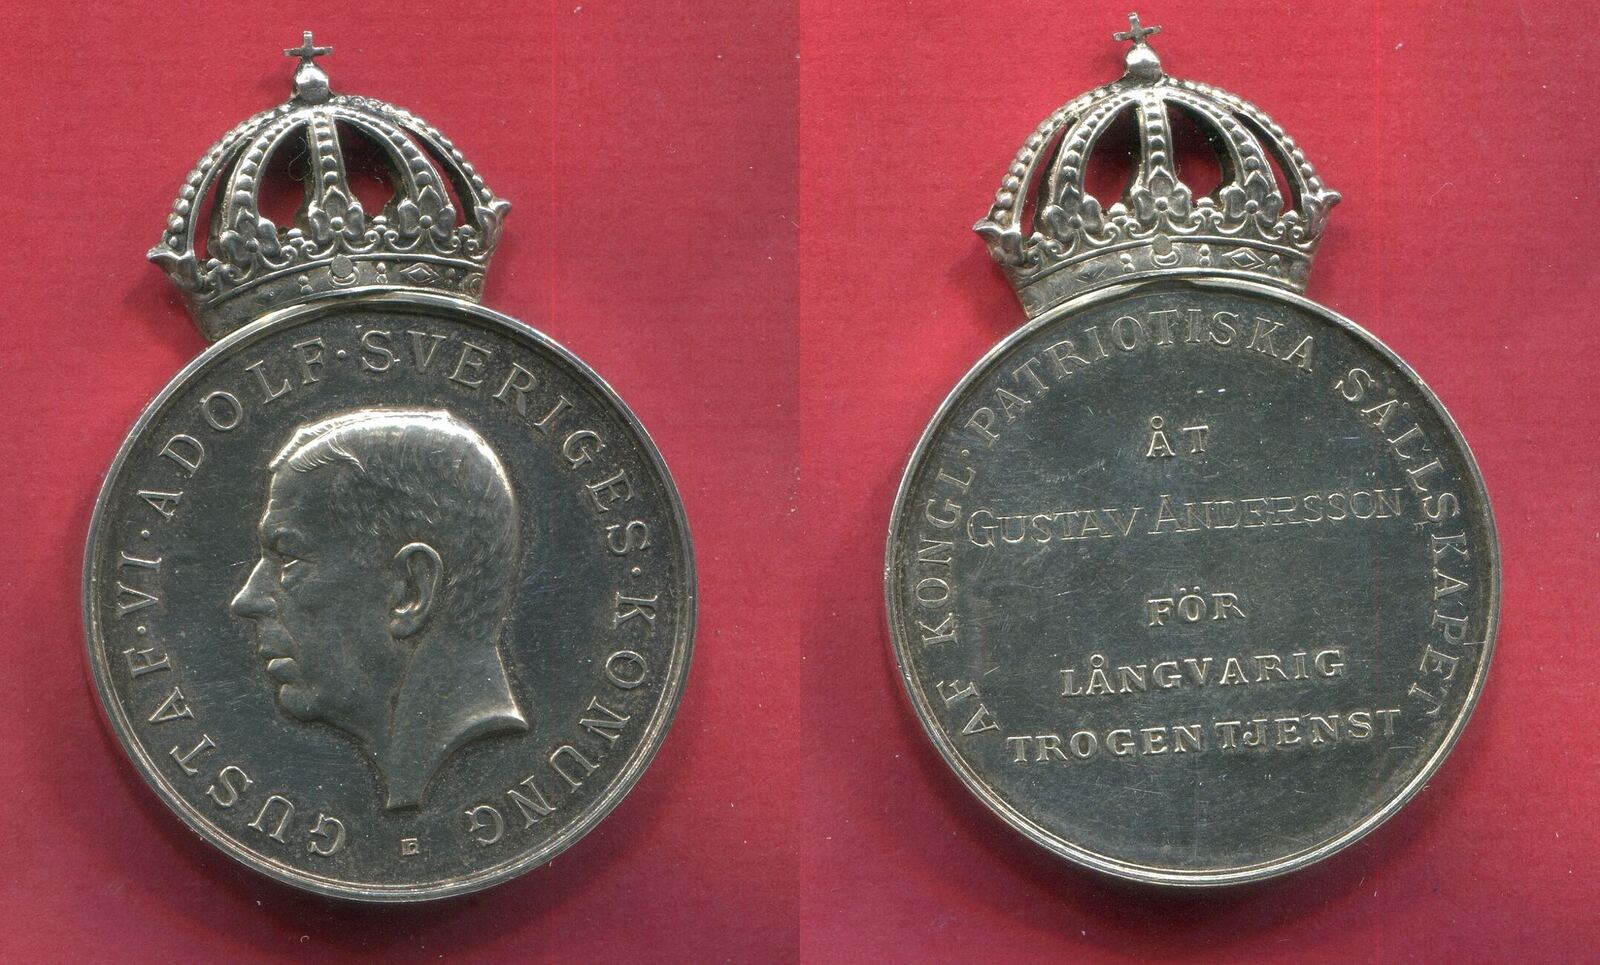 GUSTAF·VI·ADOLF·SVERIGES·KONUNG
AF KONGL·PATRIOTISKA SÄLLSKAPET
ÅT
GUSTAV ANDERSSON
FÖR
LÅNGVARIG
TROGEN TJENST